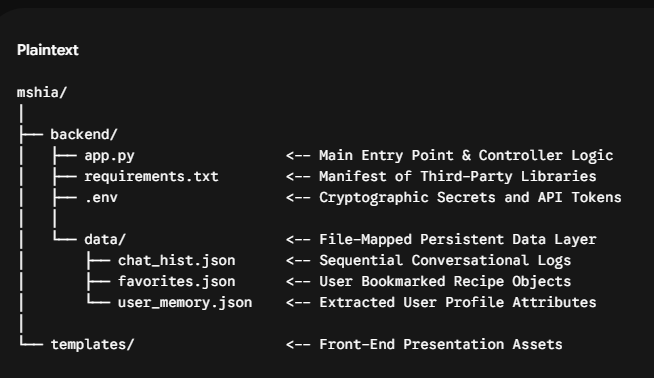 Plaintext
mshia/
│
├── backend/
│   ├── app.py                  <-- Main Entry Point & Controller Logic
│   ├── requirements.txt        <-- Manifest of Third-Party Libraries
│   ├── .env                    <-- Cryptographic Secrets and API Tokens
│   │
│   └── data/                   <-- File-Mapped Persistent Data Layer
│       ├── chat_hist.json      <-- Sequential Conversational Logs
│       ├── favorites.json      <-- User Bookmarked Recipe Objects
│       └── user_memory.json    <-- Extracted User Profile Attributes
│
└── templates/                  <-- Front-End Presentation Assets